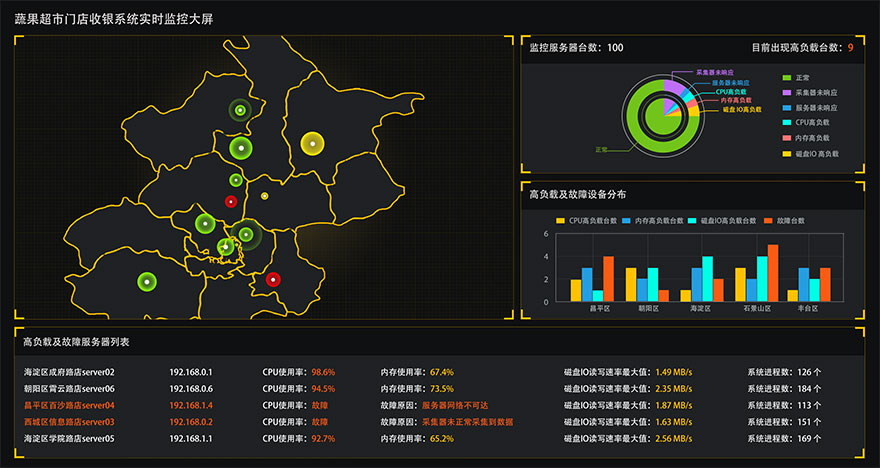 蔬果超市门店收银系统实时监控大屏
监控服务器台数：100 目前出现高负载台数：9
采集器未响应
服务器未响应
CPU高负载
内存高负载
磁盘IO高负载
正常
正常
采集器未响应
服务器未响应
CPU高负载
内存高负载
磁盘IO 高负载
高负载及故障设备分布
CPU高负载台数 内存高负载台数 磁盘IO高负载台数 故障台数
6
4
2
0
昌平区 朝阳区 海淀区 石景山区 丰台区
高负载及故障服务器列表
海淀区成府路店server02 192.168.0.1 CPU使用率：98.6% 内存使用率：67.4% 磁盘IO读写速率最大值：1.49 MB/s 系统进程数：126 个
朝阳区霄云路店server06 192.168.0.6 CPU使用率：94.5% 内存使用率：73.5% 磁盘IO读写速率最大值：2.35 MB/s 系统进程数：184 个
昌平区百沙路店server04 192.168.1.4 CPU使用率：故障 故障原因：服务器网络不可达 磁盘IO读写速率最大值：1.87 MB/s 系统进程数：113 个
西城区信息路店server03 192.168.0.2 CPU使用率：故障 故障原因：采集器未正常采集到数据 磁盘IO读写速率最大值：1.63 MB/s 系统进程数：151 个
海淀区学院路店server05 192.168.1.1 CPU使用率：92.7% 内存使用率：65.2% 磁盘IO读写速率最大值：2.56 MB/s 系统进程数：169 个